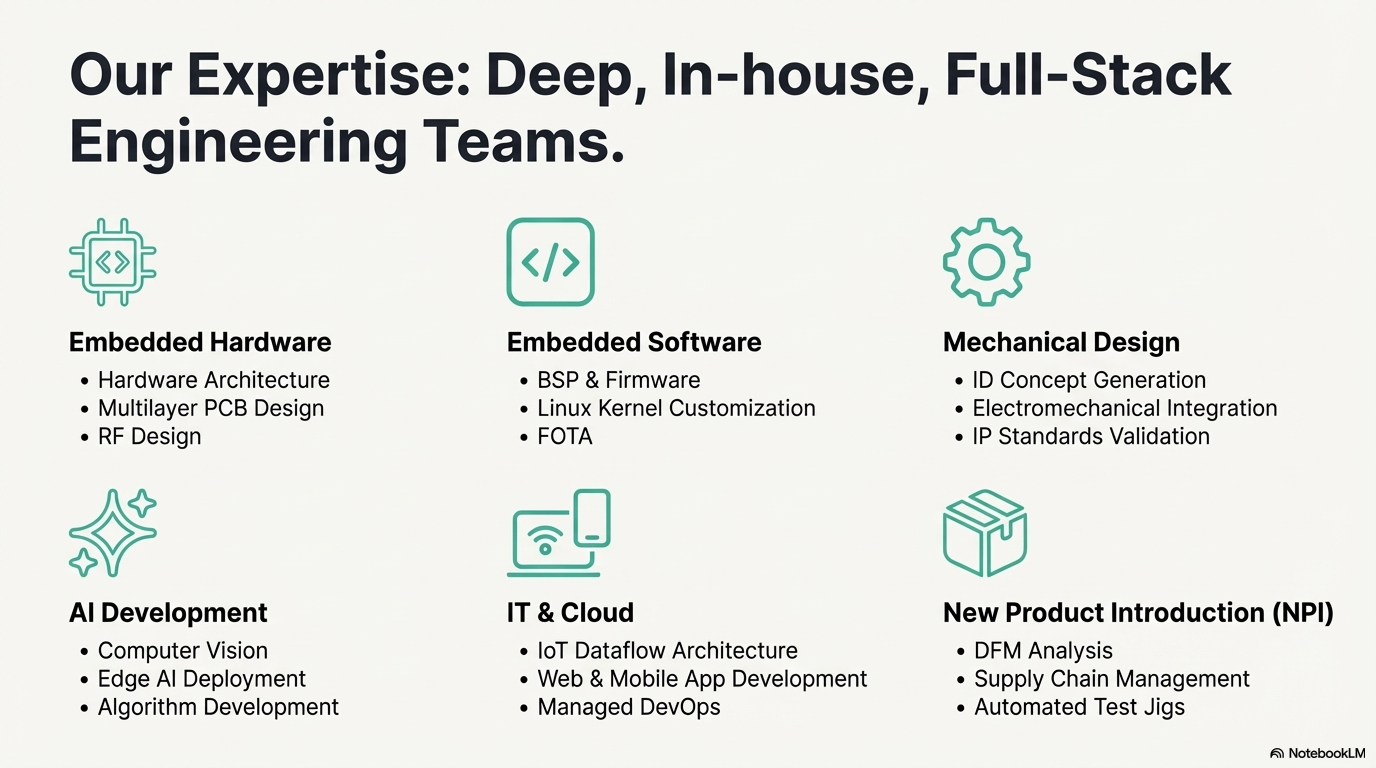 Our Expertise: Deep, In-house, Full-Stack
Engineering Teams.
Embedded Hardware
• Hardware Architecture
• Multilayer PCB Design
• RF Design
Embedded Software
• BSP & Firmware
• Linux Kernel Customization
• FOTA
Mechanical Design
• ID Concept Generation
• Electromechanical Integration
• IP Standards Validation
AI Development
• Computer Vision
• Edge AI Deployment
• Algorithm Development
IT & Cloud
• IoT Dataflow Architecture
• Web & Mobile App Development
• Managed DevOps
New Product Introduction (NPI)
• DFM Analysis
• Supply Chain Management
• Automated Test Jigs
NotebookLM